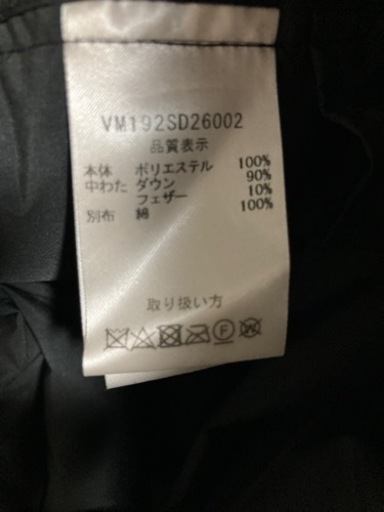 VM192SD26002
品質表示
本体 ポリエステル 100%
中わた ダウン 90%
フェザー 10%
別布 綿 100%
取り扱い方